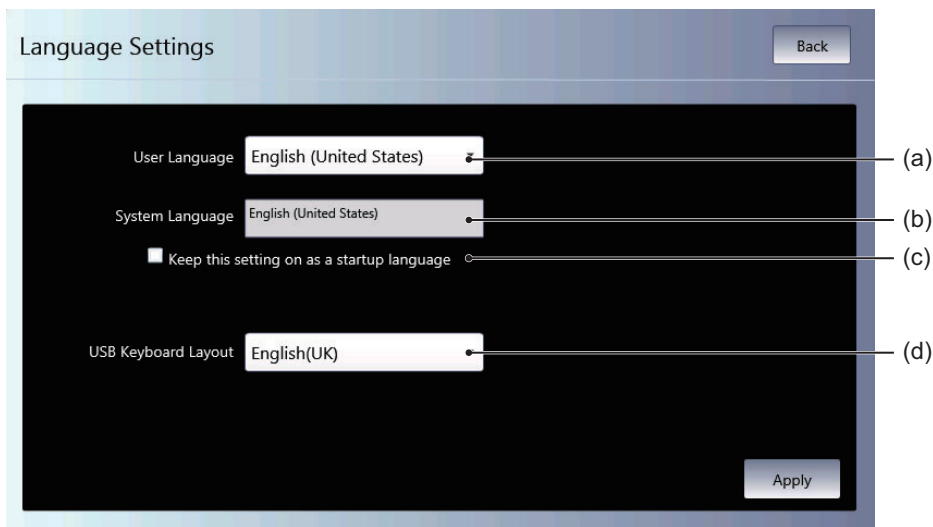 Language Settings
Back
User Language English (United States) (a)
System Language English (United States) (b)
Keep this setting on as a startup language (c)
USB Keyboard Layout English(UK) (d)
Apply